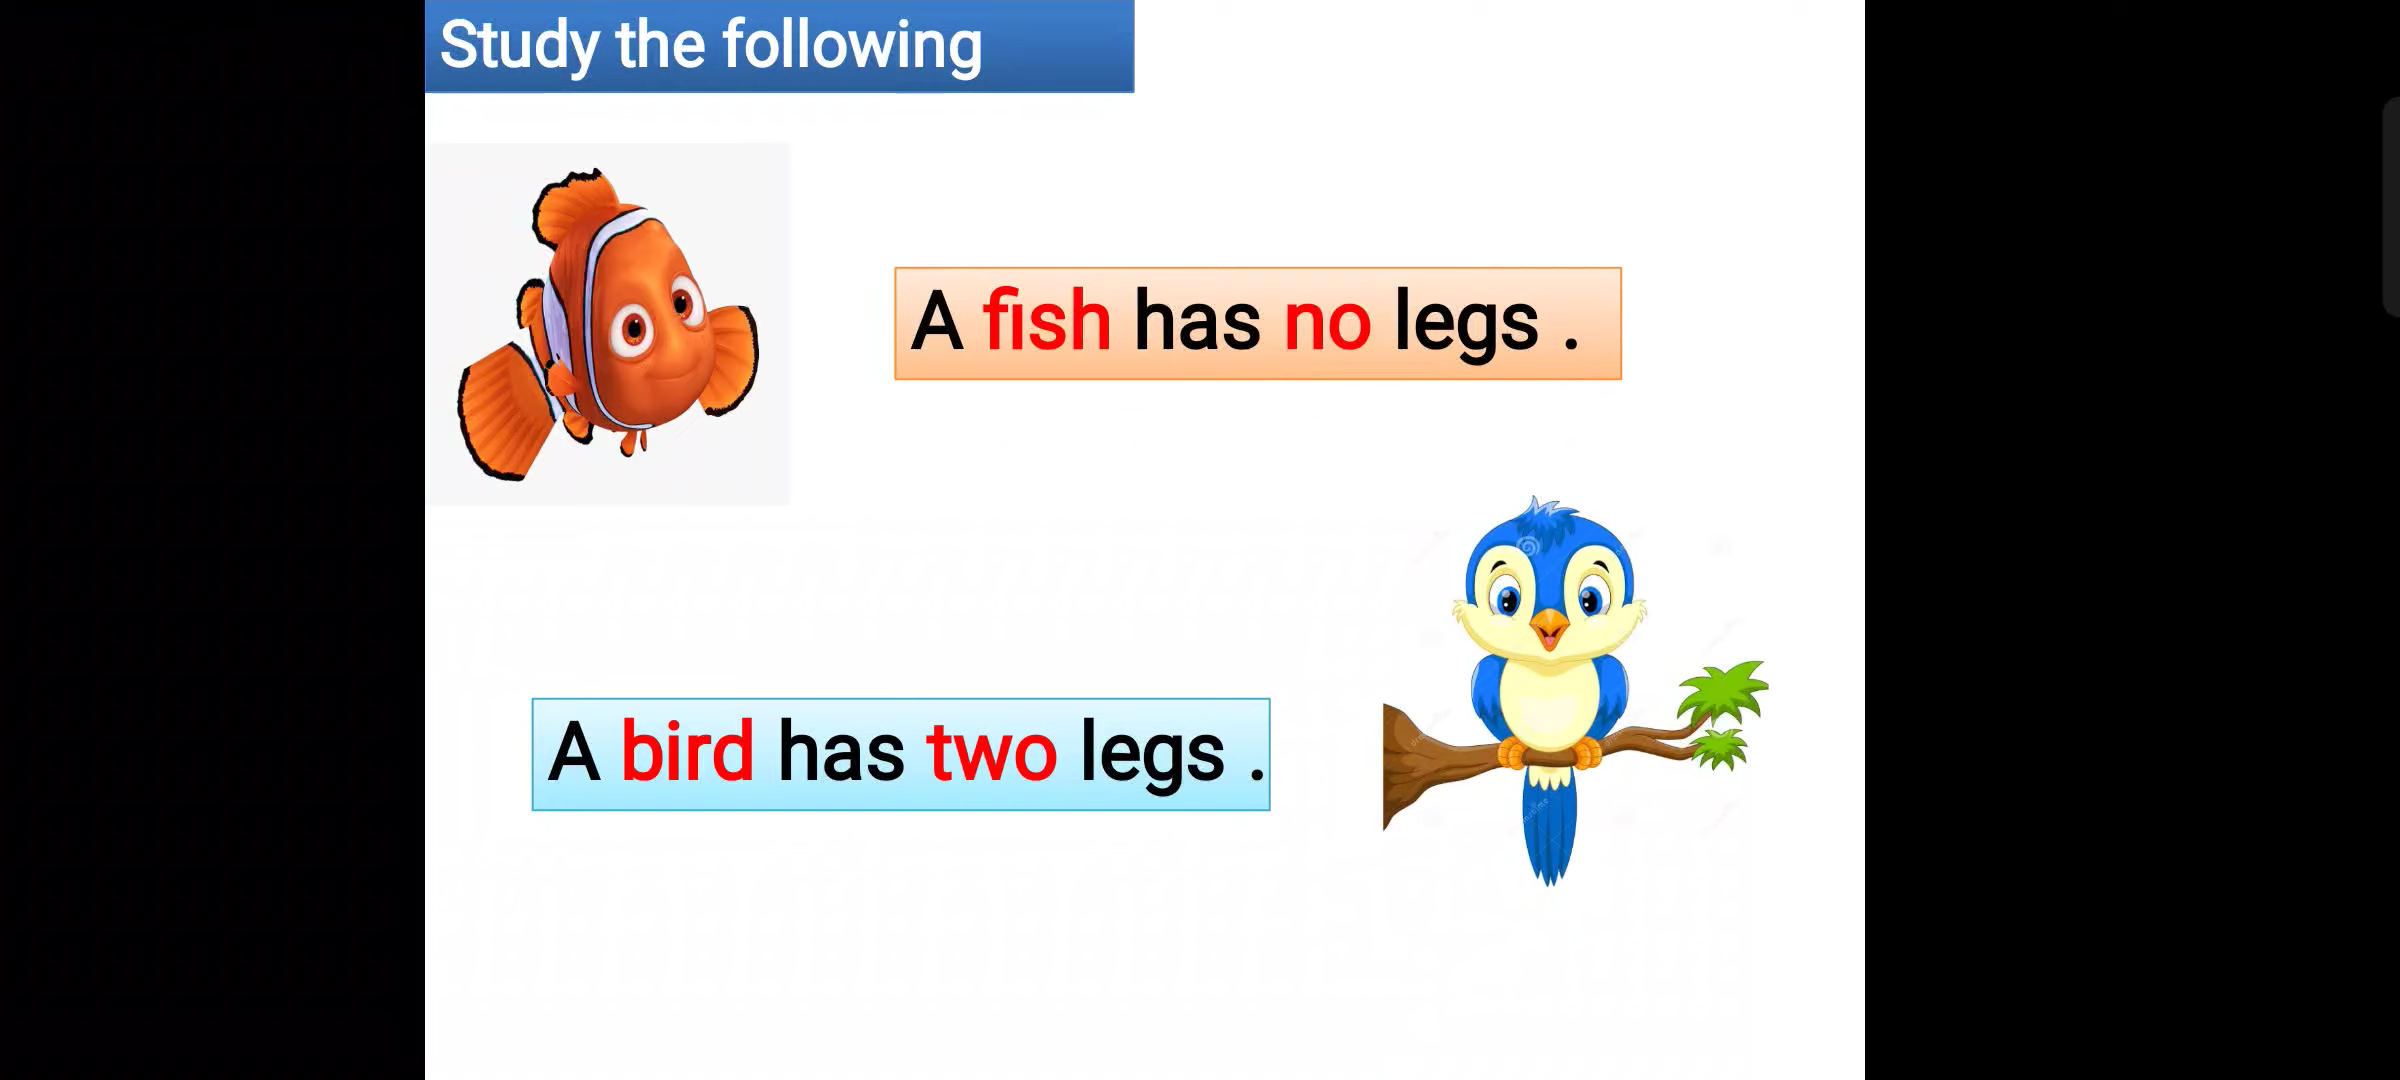 Study the following
A fish has no legs .
A bird has two legs .